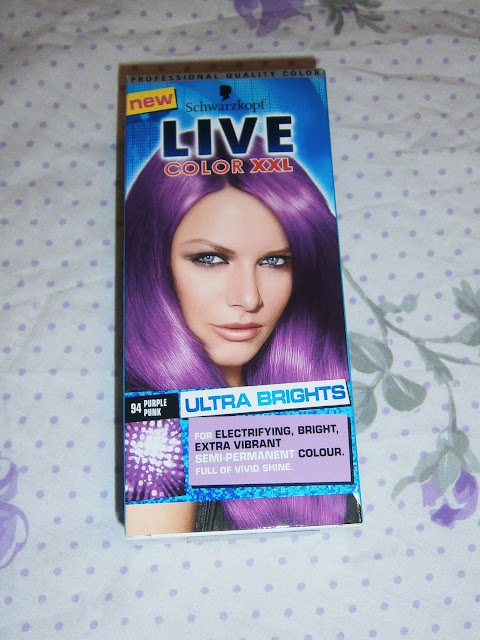 PROFESSIONAL QUALITY COLOR
new
Schwarzkopf
LIVE
COLOR XXL
94 PURPLE
PUNK
ULTRA BRIGHTS
FOR ELECTRIFYING, BRIGHT,
EXTRA VIBRANT
SEMI-PERMANENT COLOUR.
FULL OF VIVID SHINE.